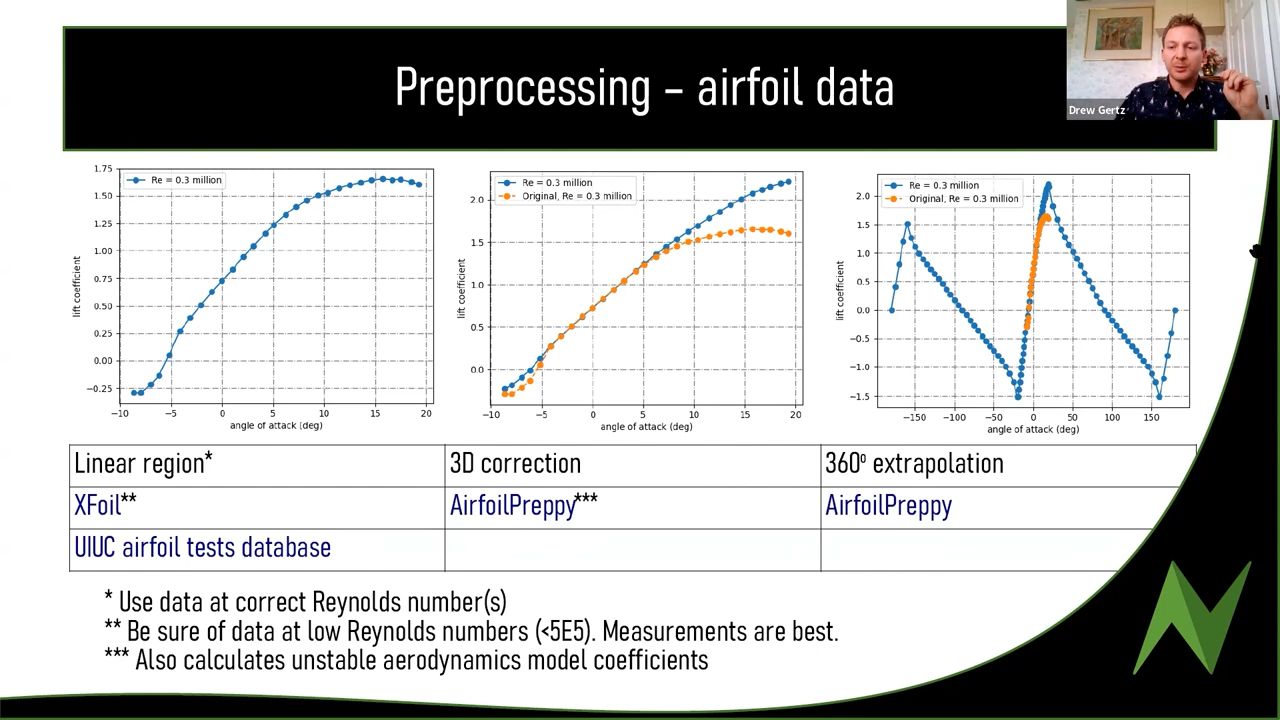 Preprocessing – airfoil data
Drew Gertz
Re = 0.3 million
1.75
1.50
1.25
1.00
0.75
0.50
0.25
0.00
−0.25
lift coefficient
−10 −5 0 5 10 15 20
angle of attack (deg)
Re = 0.3 million
Original, Re = 0.3 million
2.0
1.5
1.0
0.5
0.0
lift coefficient
−10 −5 0 5 10 15 20
angle of attack (deg)
Re = 0.3 million
Original, Re = 0.3 million
2.0
1.5
1.0
0.5
0.0
−0.5
−1.0
−1.5
lift coefficient
−150 −100 −50 0 50 100 150
angle of attack (deg)
Linear region* 3D correction 360º extrapolation
XFoil** AirfoilPreppy*** AirfoilPreppy
UIUC airfoil tests database
* Use data at correct Reynolds number(s)
** Be sure of data at low Reynolds numbers (<5E5). Measurements are best.
*** Also calculates unstable aerodynamics model coefficients